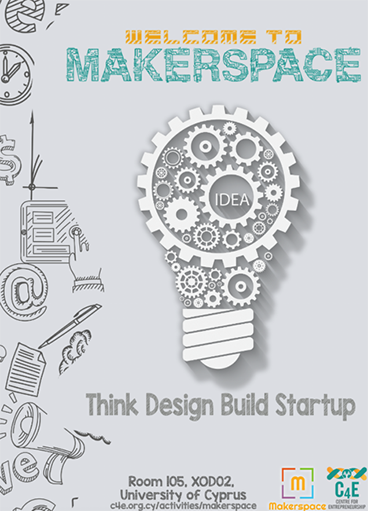 WELCOME TO
MAKERSPACE
IDEA
$
@
Think Design Build Startup
Room 105, XOD02,
University of Cyprus
c4e.org.cy/activities/makerspace
m
Makerspace
C4E
CENTRE FOR
ENTREPRENEURSHIP